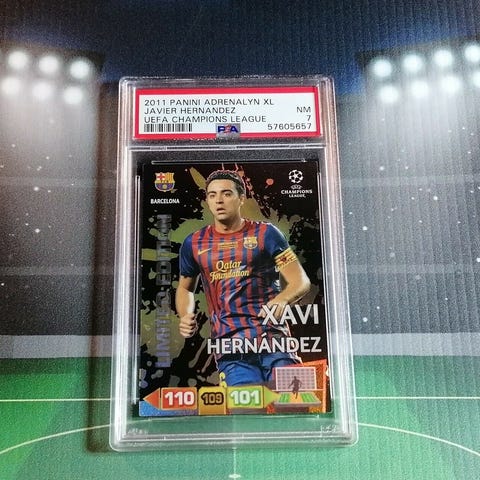 2011 PANINI ADRENALYN XL
JAVIER HERNANDEZ NM
UEFA CHAMPIONS LEAGUE 7
PSA 57605657
BARCELONA
CHAMPIONS
LEAGUE
LIMITED EDITION
Qatar
Foundation
XAVI
HERNÁNDEZ
110 109 101